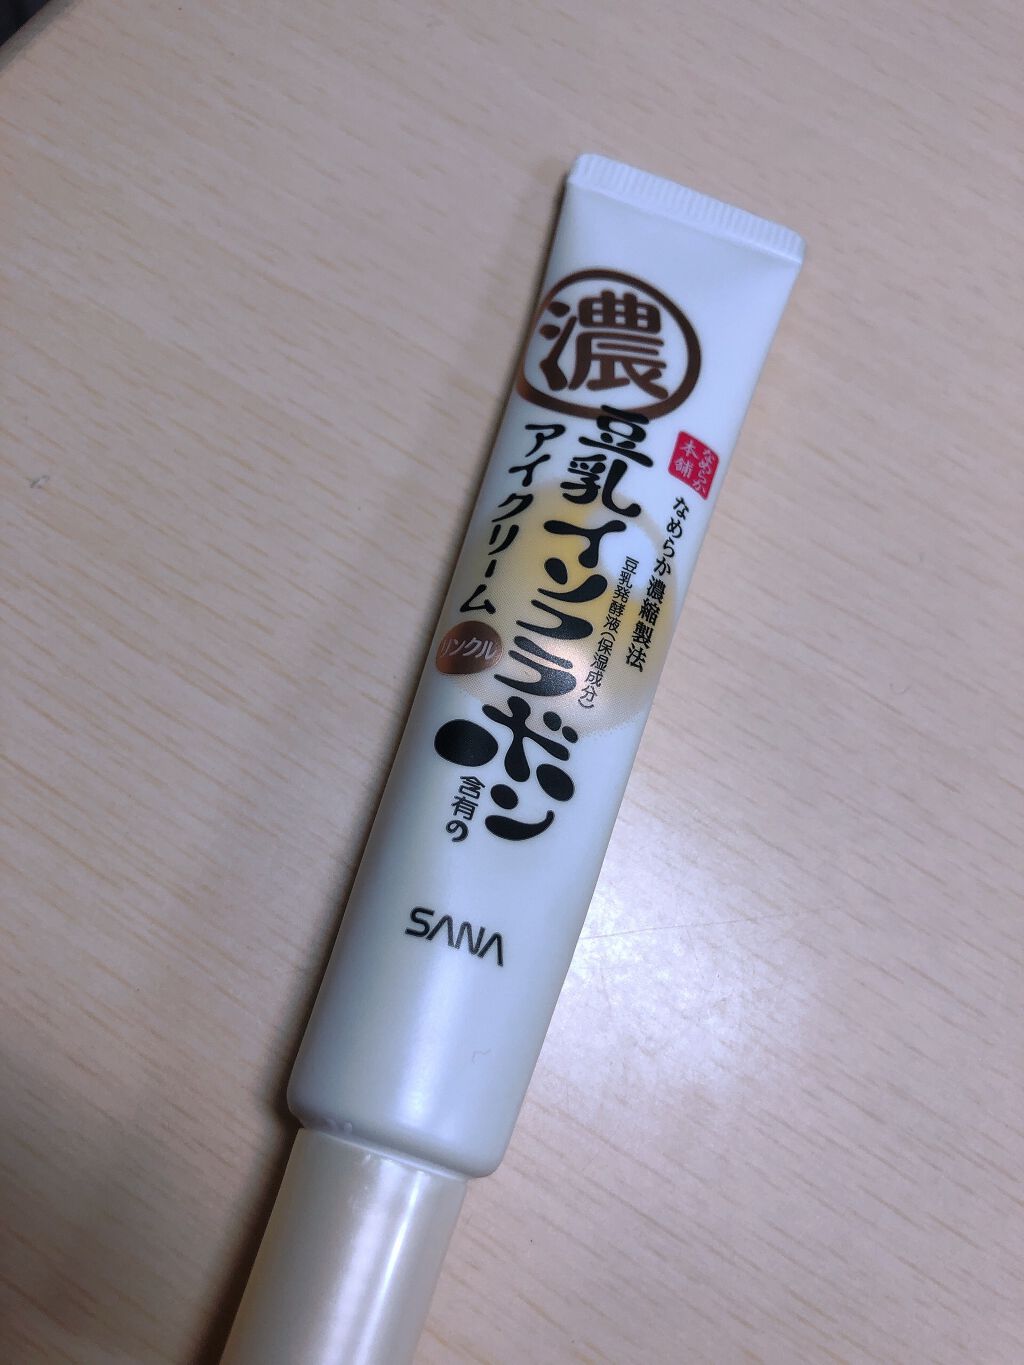 濃
なめらか
本舗
なめらか濃縮製法
豆乳発酵液(保湿成分)
豆乳イソフラボン
含有の
アイクリーム
リンクル
SANA